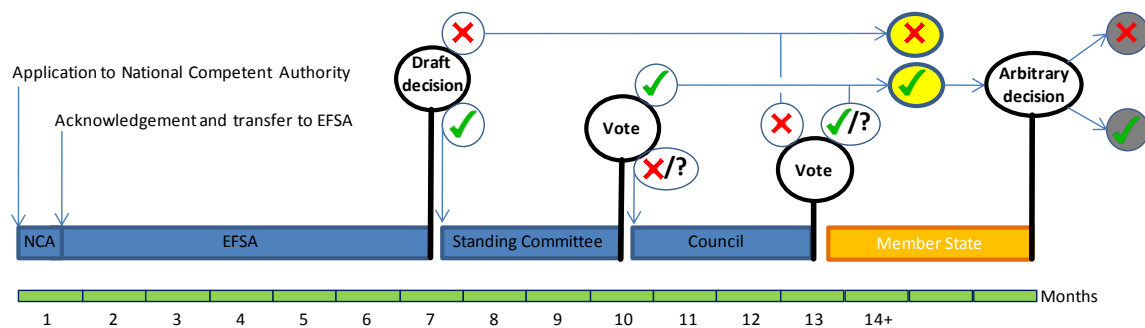 Application to National Competent Authority
Acknowledgement and transfer to EFSA
Draft
decision
Vote
/?
/?
Vote
Arbitrary
decision
NCA
EFSA
Standing Committee
Council
Member State
Months
1 2 3 4 5 6 7 8 9 10 11 12 13 14+